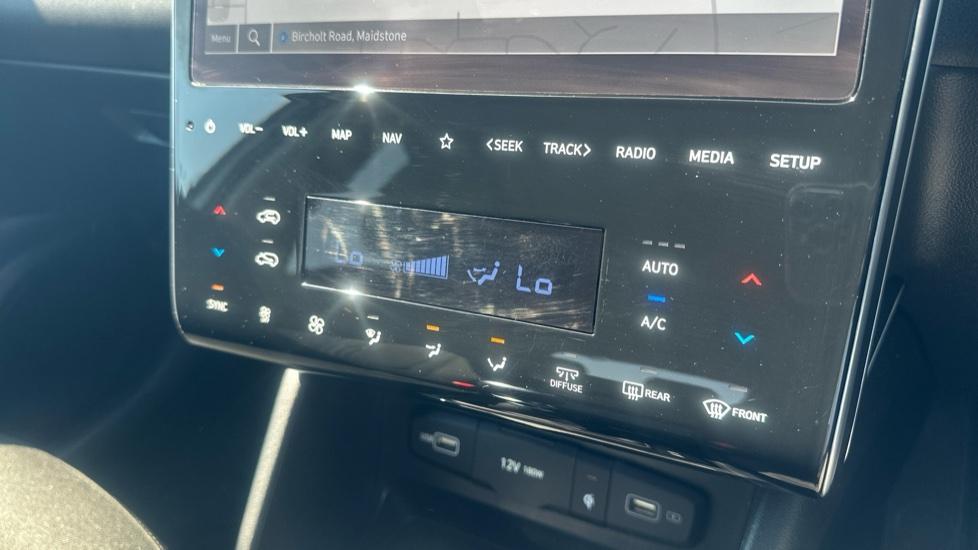 Menu Bircholt Road, Maidstone
VOL- VOL+ MAP NAV <SEEK TRACK> RADIO MEDIA SETUP
Lo Lo
AUTO
A/C
SYNC
DIFFUSE
REAR
FRONT
12V 180W